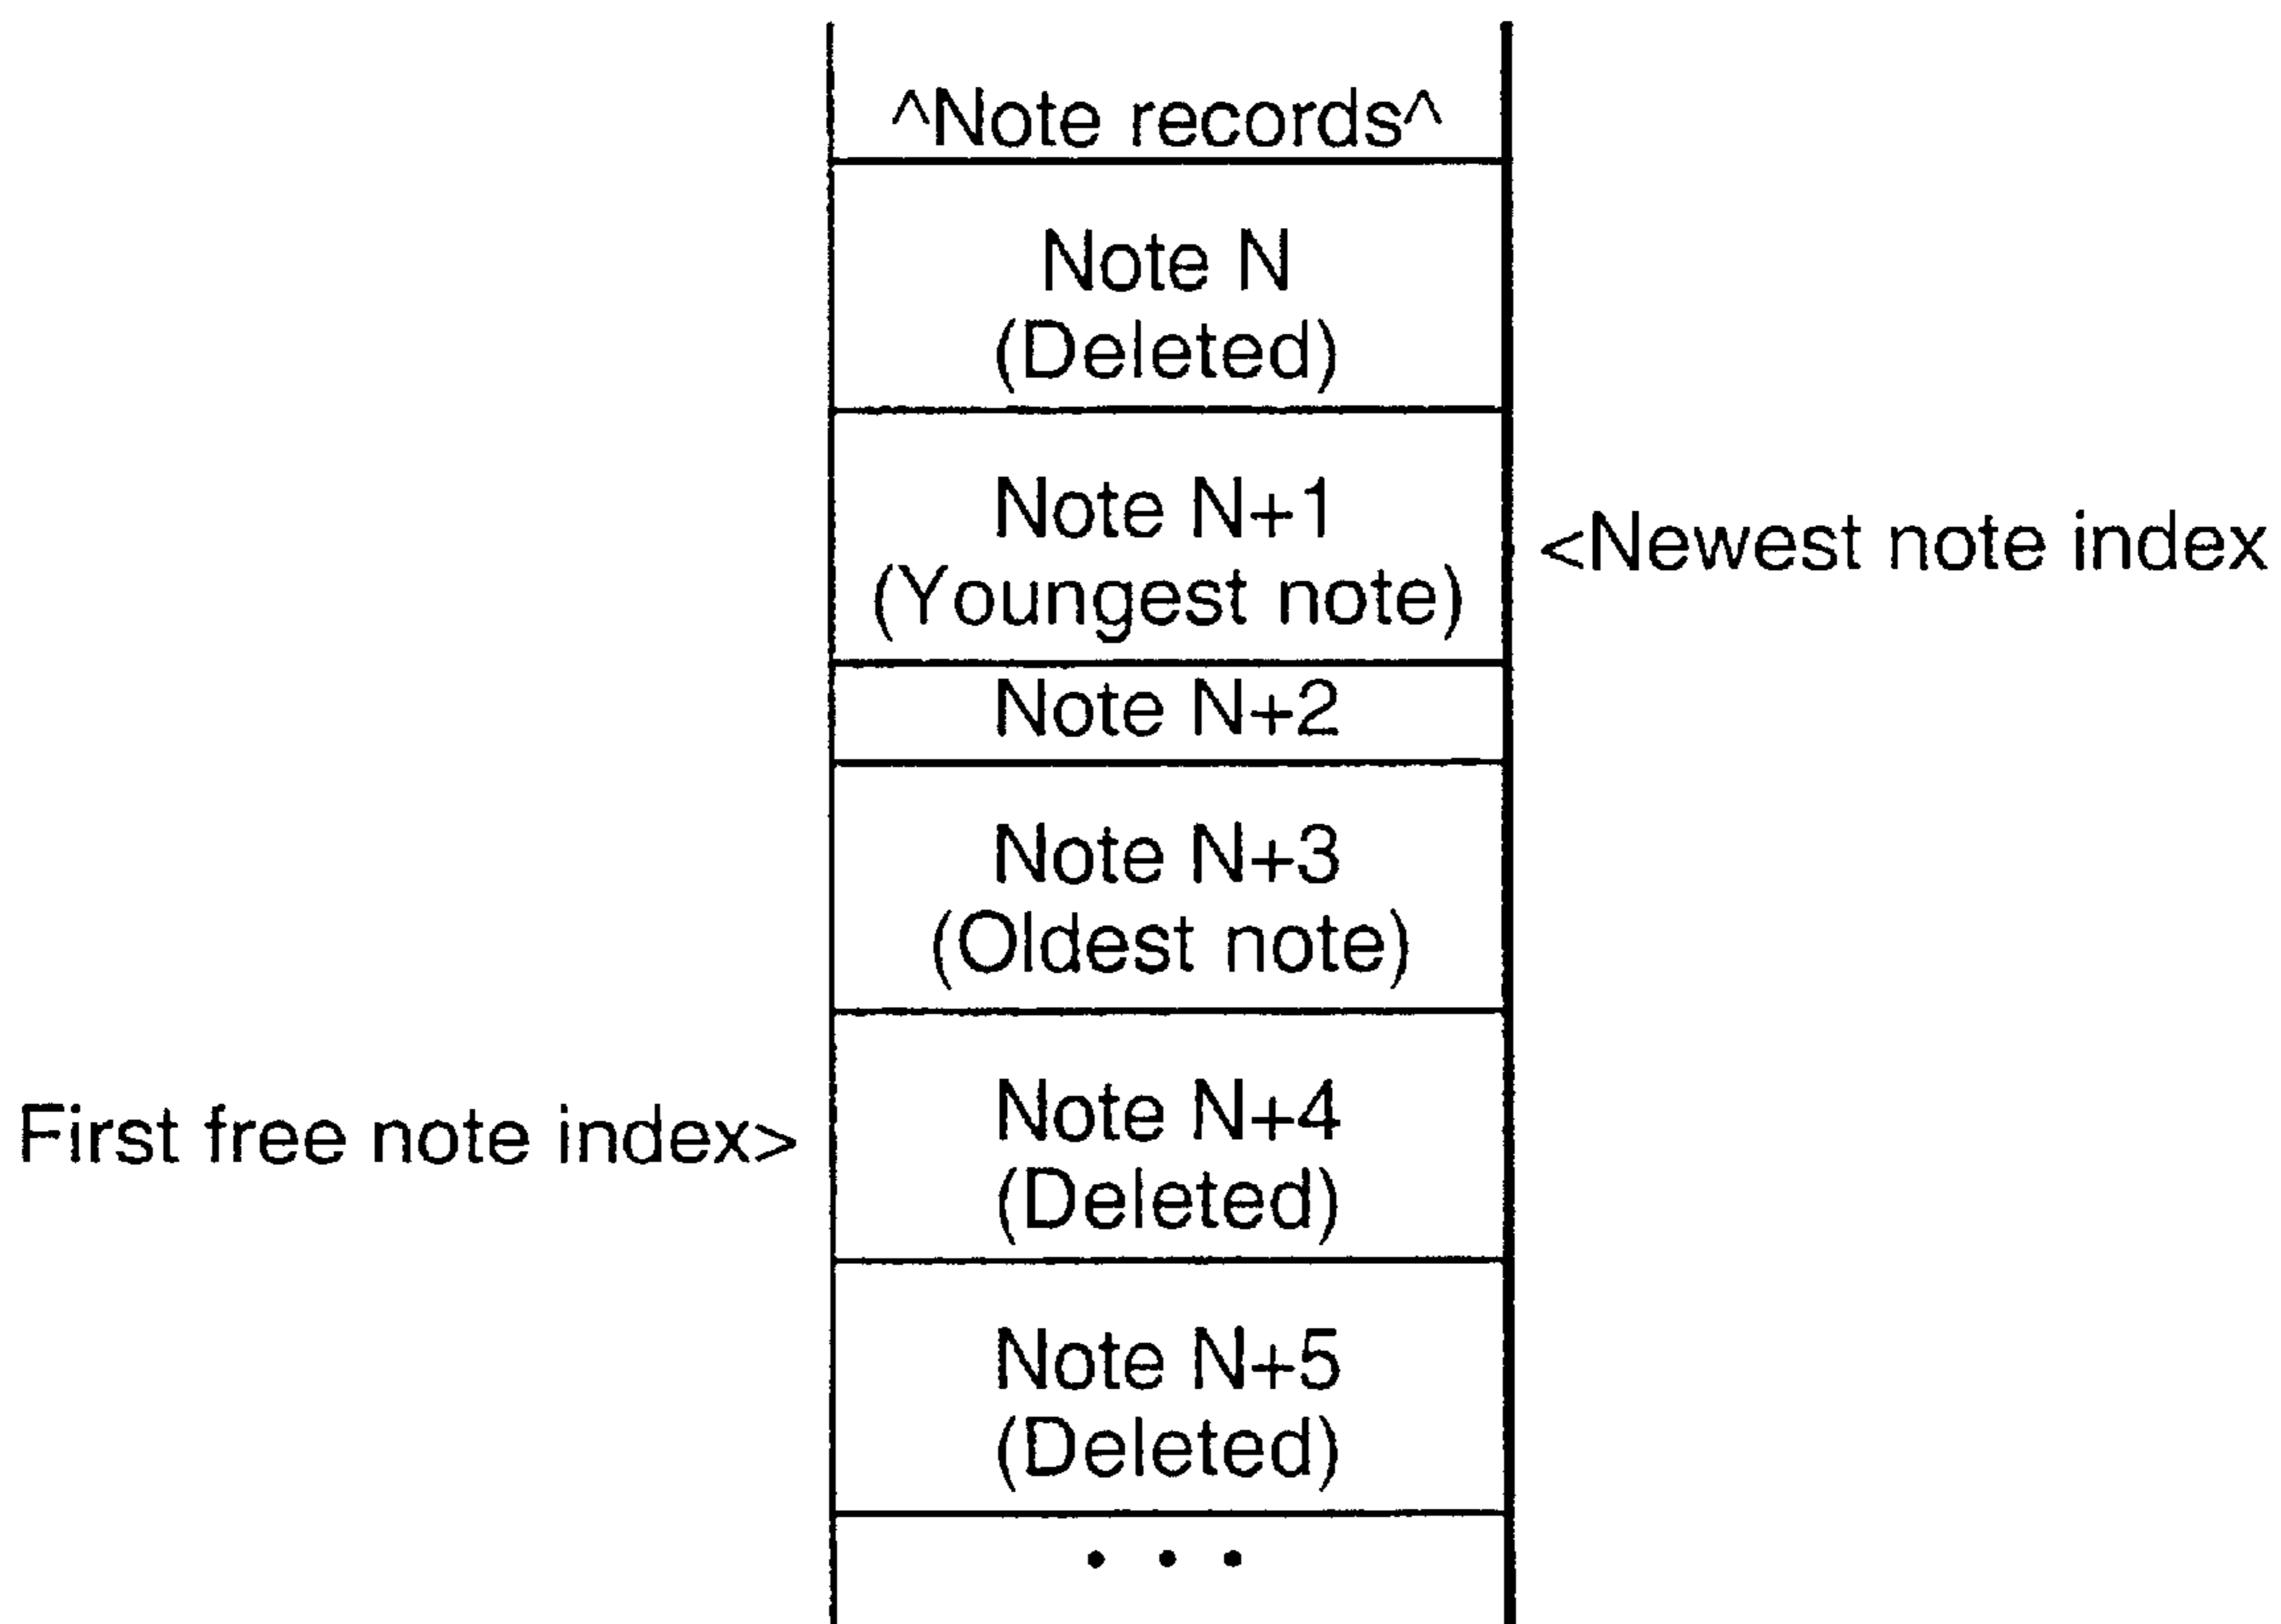 ^Note records^
Note N
(Deleted)
Note N+1
(Youngest note)
<Newest note index
Note N+2
Note N+3
(Oldest note)
First free note index>
Note N+4
(Deleted)
Note N+5
(Deleted)
. . .